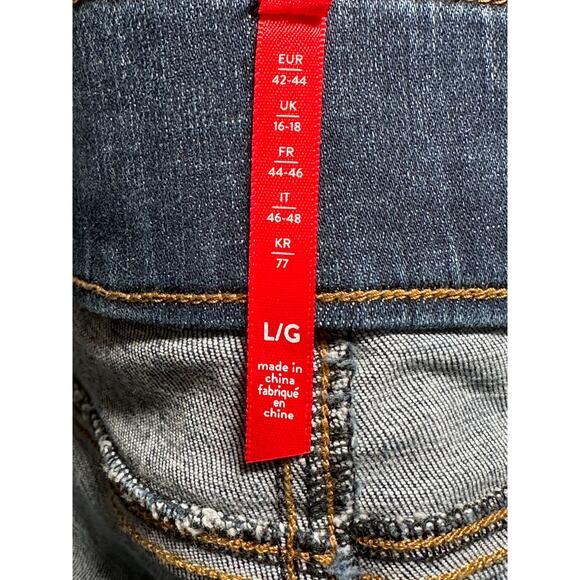 EUR
42-44
UK
16-18
FR
44-46
IT
46-48
KR
77
L/G
made in
china
fabriqué
en
chine